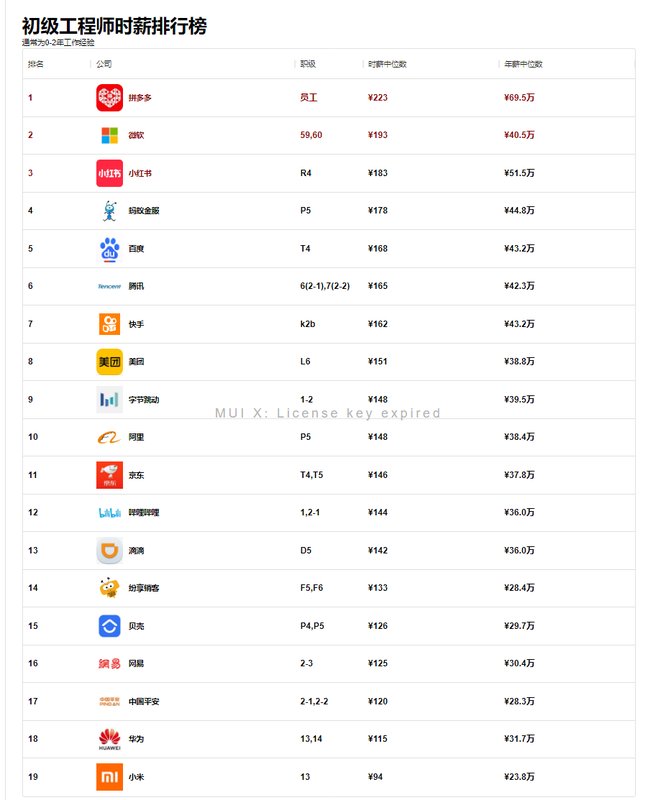 初级工程师时薪排行榜
通常为0-2年工作经验
排名 公司 职级 时薪中位数 年薪中位数
1 拼多多 员工 ¥223 ¥69.5万
2 微软 59,60 ¥193 ¥40.5万
3 小红书 小红书 R4 ¥183 ¥51.5万
4 蚂蚁金服 P5 ¥178 ¥44.8万
5 du 百度 T4 ¥168 ¥43.2万
6 Tencent 腾讯 6(2-1),7(2-2) ¥165 ¥42.3万
7 快手 k2b ¥162 ¥43.2万
8 美团 美团 L6 ¥151 ¥38.8万
9 字节跳动 1-2 ¥148 ¥39.5万
MUI X: License key expired
10 阿里 P5 ¥148 ¥38.4万
11 京东 京东 T4,T5 ¥146 ¥37.8万
12 bilibili 哔哩哔哩 1,2-1 ¥144 ¥36.0万
13 滴滴 D5 ¥142 ¥36.0万
14 纷享销客 F5,F6 ¥133 ¥28.4万
15 贝壳 P4,P5 ¥126 ¥29.7万
16 網易 网易 2-3 ¥125 ¥30.4万
17 中国平安 PINGAN 中国平安 2-1,2-2 ¥120 ¥28.3万
18 HUAWEI 华为 13,14 ¥115 ¥31.7万
19 mi 小米 13 ¥94 ¥23.8万